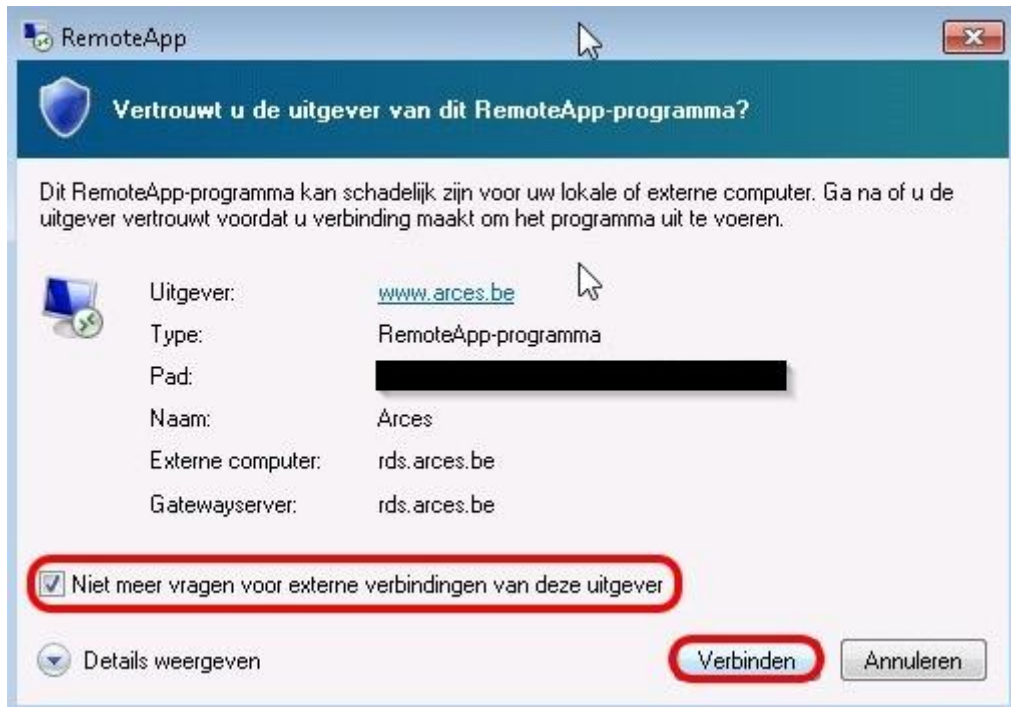 RemoteApp
Vertrouwt u de uitgever van dit RemoteApp-programma?
Dit RemoteApp-programma kan schadelijk zijn voor uw lokale of externe computer. Ga na of u de
uitgever vertrouwt voordat u verbinding maakt om het programma uit te voeren.
Uitgever: www.arces.be
Type: RemoteApp-programma
Pad:
Naam: Arces
Externe computer: rds.arces.be
Gatewayserver: rds.arces.be
Niet meer vragen voor externe verbindingen van deze uitgever
Details weergeven Verbinden Annuleren